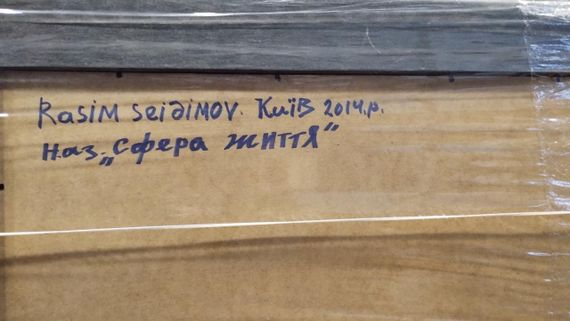 Rasim Seidimov. Київ 2014.р.
Наз. „Сфера життя"